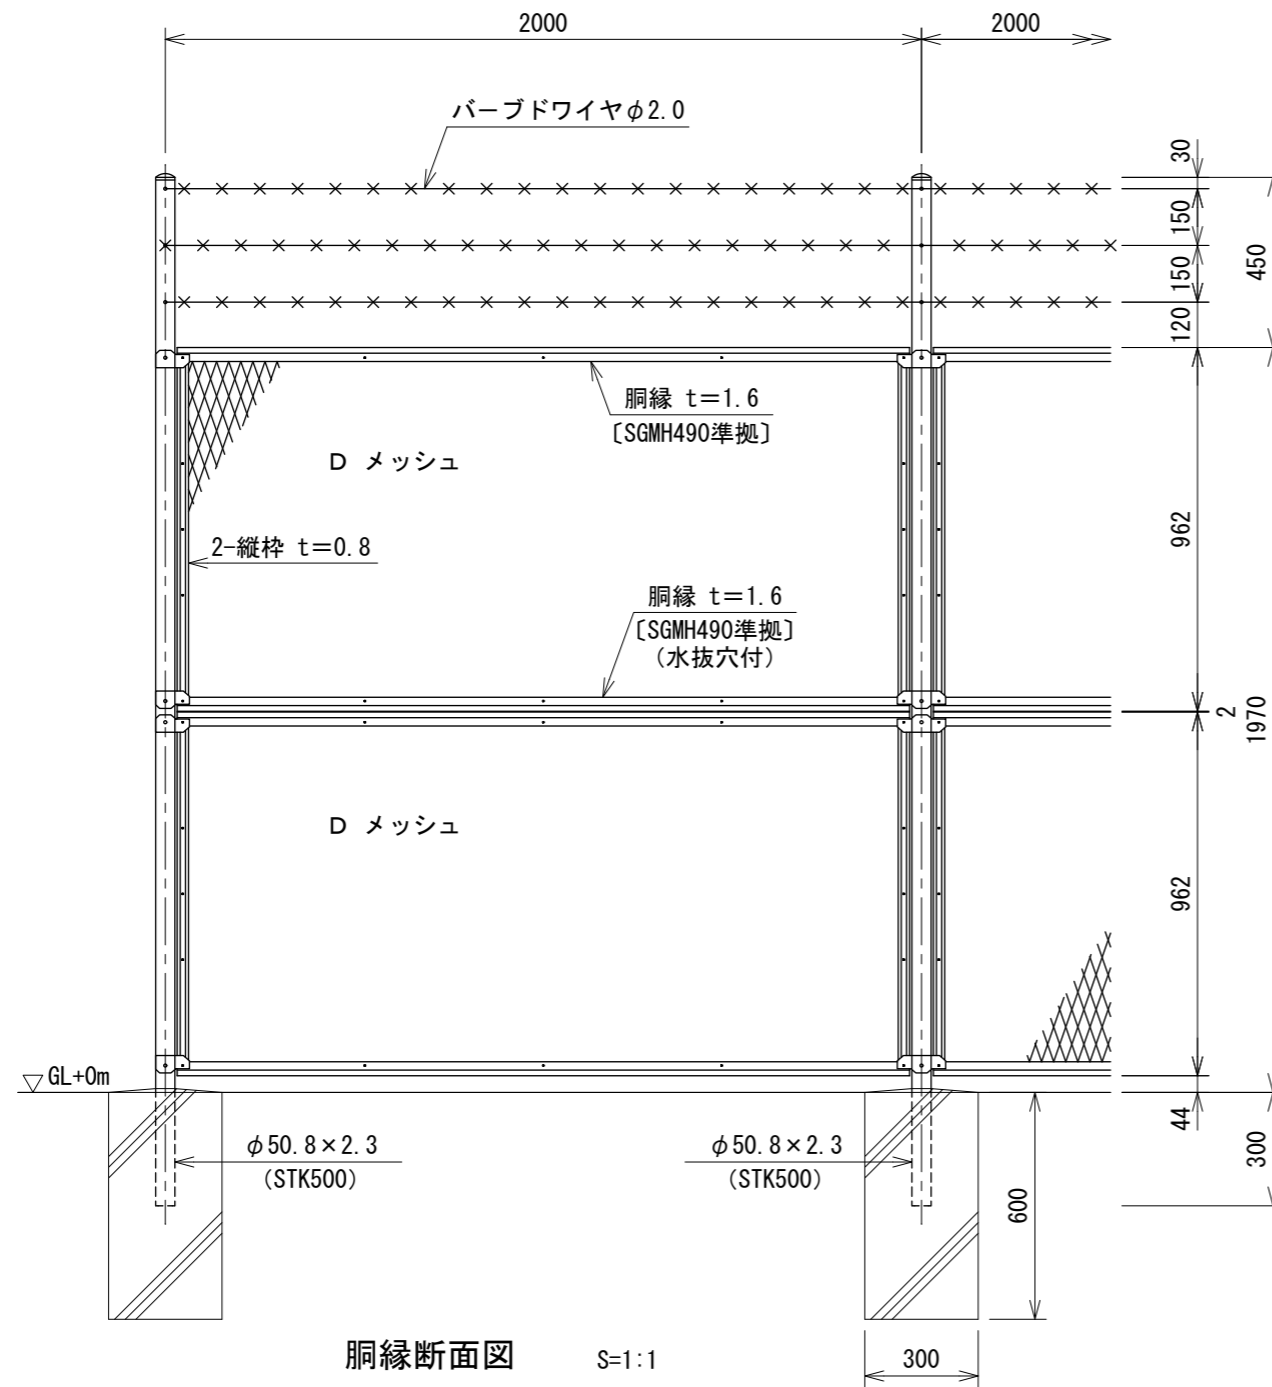 2000
2000
バーブドワイヤφ2.0
30
150
150
120
450
胴縁 t=1.6
〔SGMH490準拠〕
D メッシュ
2-縦枠 t=0.8
962
胴縁 t=1.6
〔SGMH490準拠〕
(水抜穴付)
2
1970
D メッシュ
962
GL+0m
44
φ50.8×2.3
(STK500)
φ50.8×2.3
(STK500)
300
600
胴縁断面図 S=1:1
300